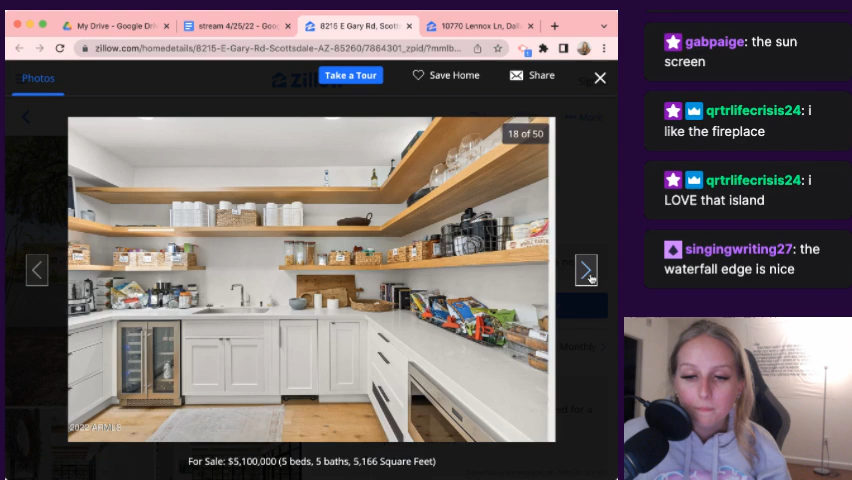 My Drive - Google Dri
stream 4/25/22 - Goo
8215 E Gary Rd, Scott
10770 Lennox Ln, Dal
zillow.com/homedetails/8215-E-Gary-Rd-Scottsdale-AZ-85260/7864301_zpid/?mmlb...
Photos
Zillow
Take a Tour
Save Home
Share
18 of 50
2022 ARMLS
For Sale: $5,100,000 (5 beds, 5 baths, 5,166 Square Feet)
gabpaige: the sun
screen
qrtrlifecrisis24: i
like the fireplace
qrtrlifecrisis24: i
LOVE that island
singingwriting27: the
waterfall edge is nice